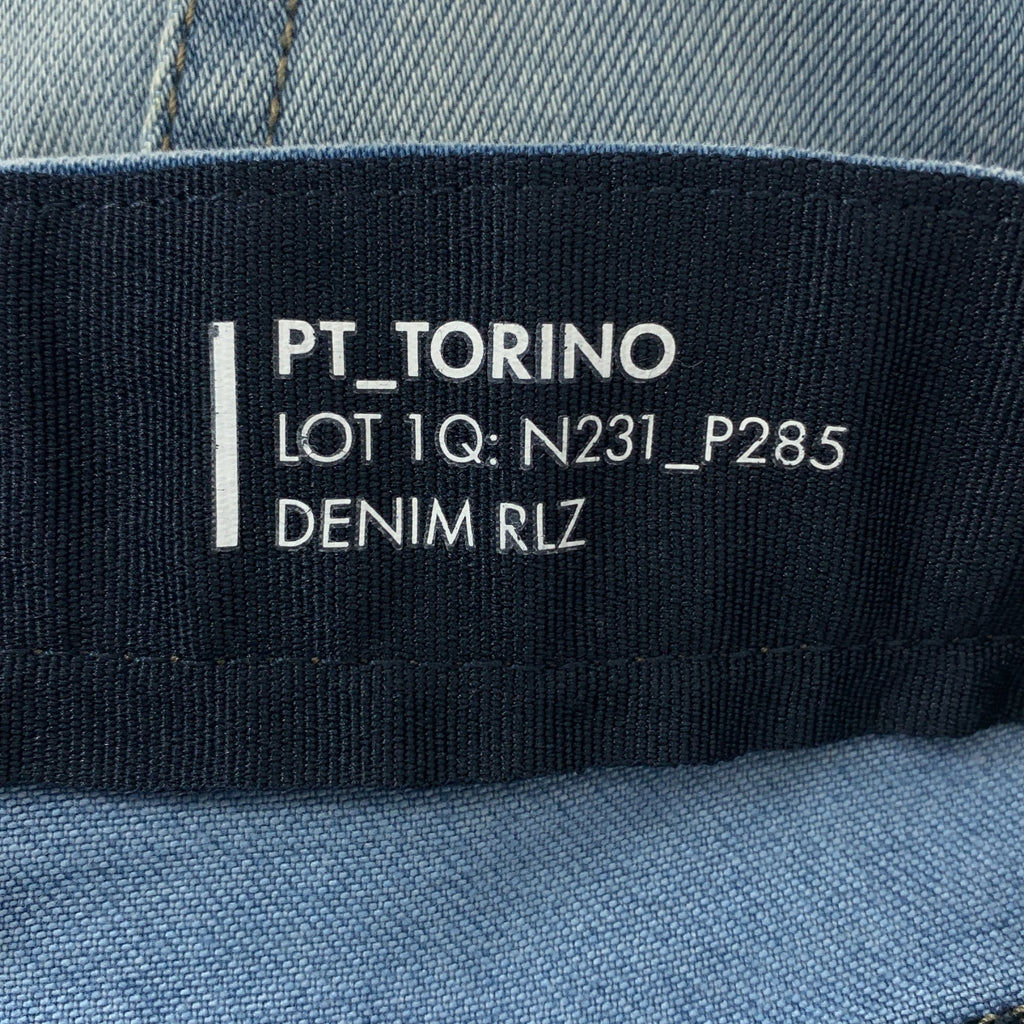 PT_TORINO
LOT 1Q: N231_P285
DENIM RLZ